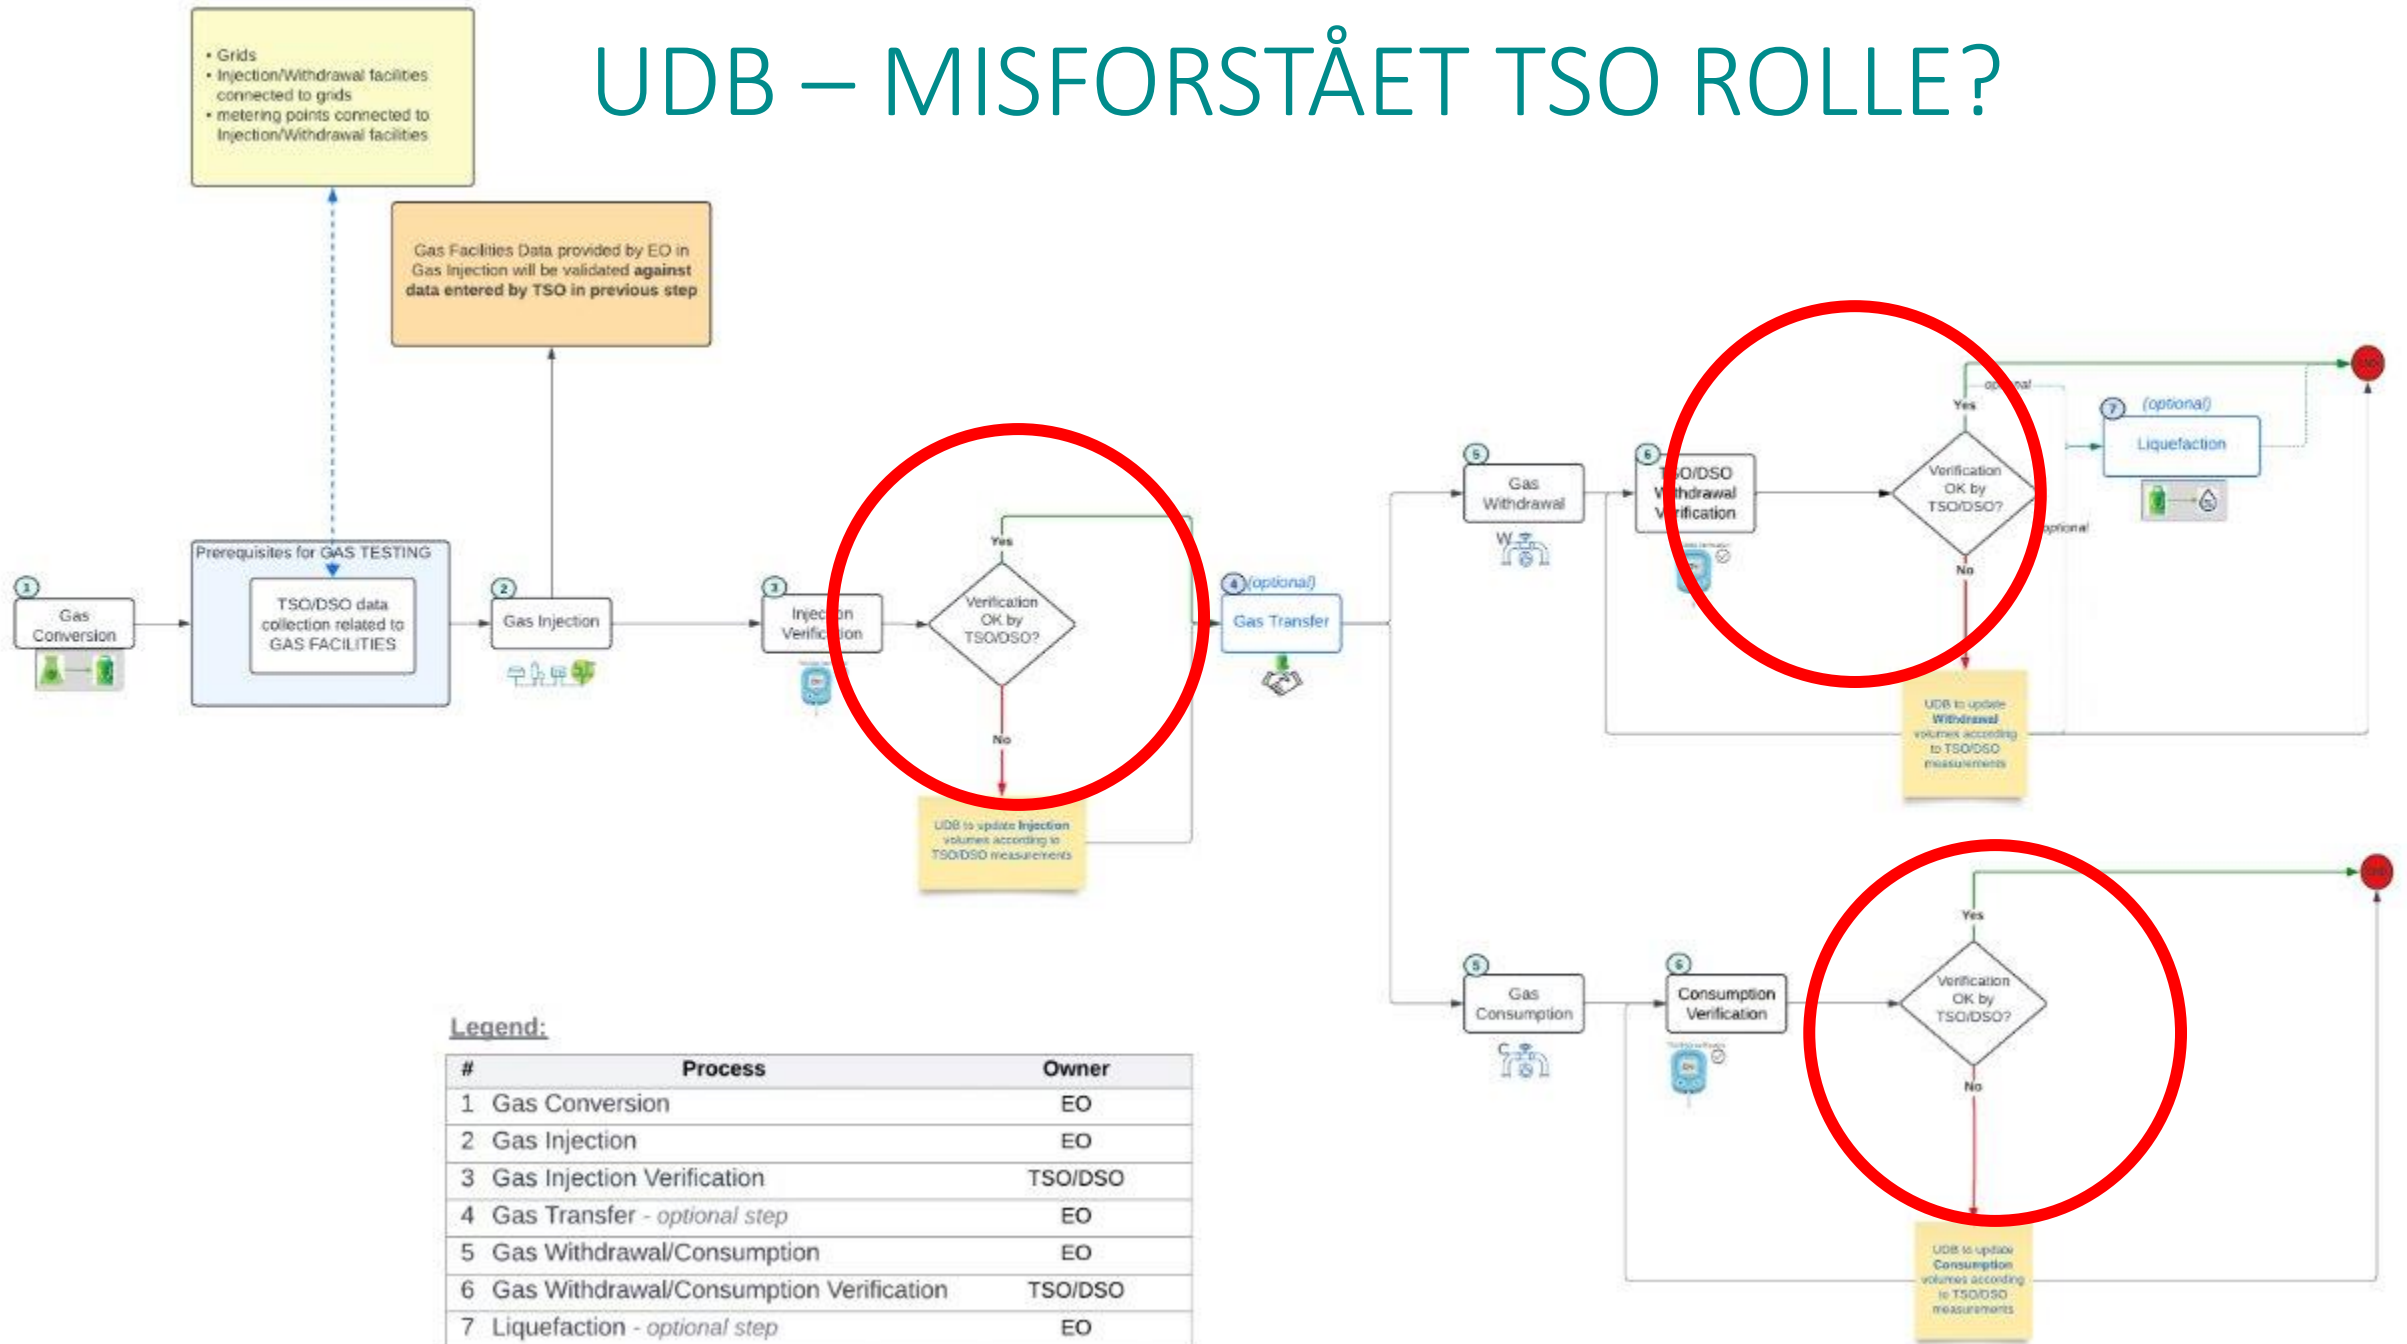 UDB – MISFORSTÅET TSO ROLLE?
• Grids
• Injection/Withdrawal facilities
connected to grids
• metering points connected to
Injection/Withdrawal facilities
Gas Facilities Data provided by EO in
Gas Injection will be validated against
data entered by TSO in previous step
1
Gas
Conversion
Prerequisites for GAS TESTING
TSO/DSO data
collection related to
GAS FACILITIES
2
Gas Injection
3
Injection
Verification
Yes
Verification
OK by
TSO/DSO?
No
UDB to update Injection
volumes according to
TSO/DSO measurements
4 (optional)
Gas Transfer
5
Gas
Withdrawal
W
6
TSO/DSO
Withdrawal
Verification
optional
Yes
Verification
OK by
TSO/DSO?
optional
No
7 (optional)
Liquefaction
UDB to update
Withdrawal
volumes according
to TSO/DSO
measurements
5
Gas
Consumption
C
6
Consumption
Verification
Yes
Verification
OK by
TSO/DSO?
No
UDB to update
Consumption
volumes according
to TSO/DSO
measurements
Legend:
# Process Owner
1 Gas Conversion EO
2 Gas Injection EO
3 Gas Injection Verification TSO/DSO
4 Gas Transfer - optional step EO
5 Gas Withdrawal/Consumption EO
6 Gas Withdrawal/Consumption Verification TSO/DSO
7 Liquefaction - optional step EO